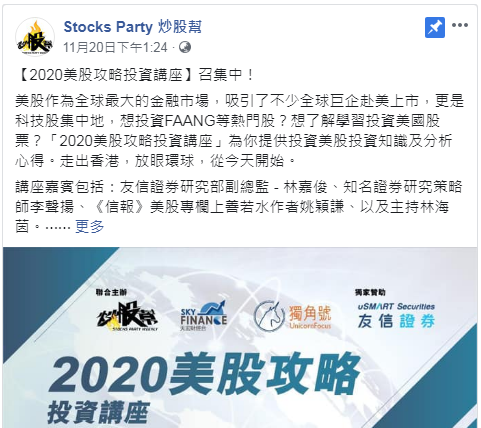 Stocks Party 炒股幫
11月20日下午1:24
【2020美股攻略投資講座】召集中！
美股作為全球最大的金融市場，吸引了不少全球巨企赴美上市，更是
科技股集中地，想投資FAANG等熱門股？想了解學習投資美國股
票？「2020美股攻略投資講座」為你提供投資美股投資知識及分析
心得。走出香港，放眼環球，從今天開始。
講座嘉賓包括：友信證券研究部副總監 - 林嘉俊、知名證券研究策略
師李聲揚、《信報》美股專欄上善若水作者姚穎謙、以及主持林海
茵。...... 更多
聯合主辦
獨家贊助
炒股幫
STOCKS PARTY WEEKLY
SKY
FINANCE
天滙財經台
獨角號
UnicornFocus
uSMART Securities
友信證券
2020美股攻略
投資講座